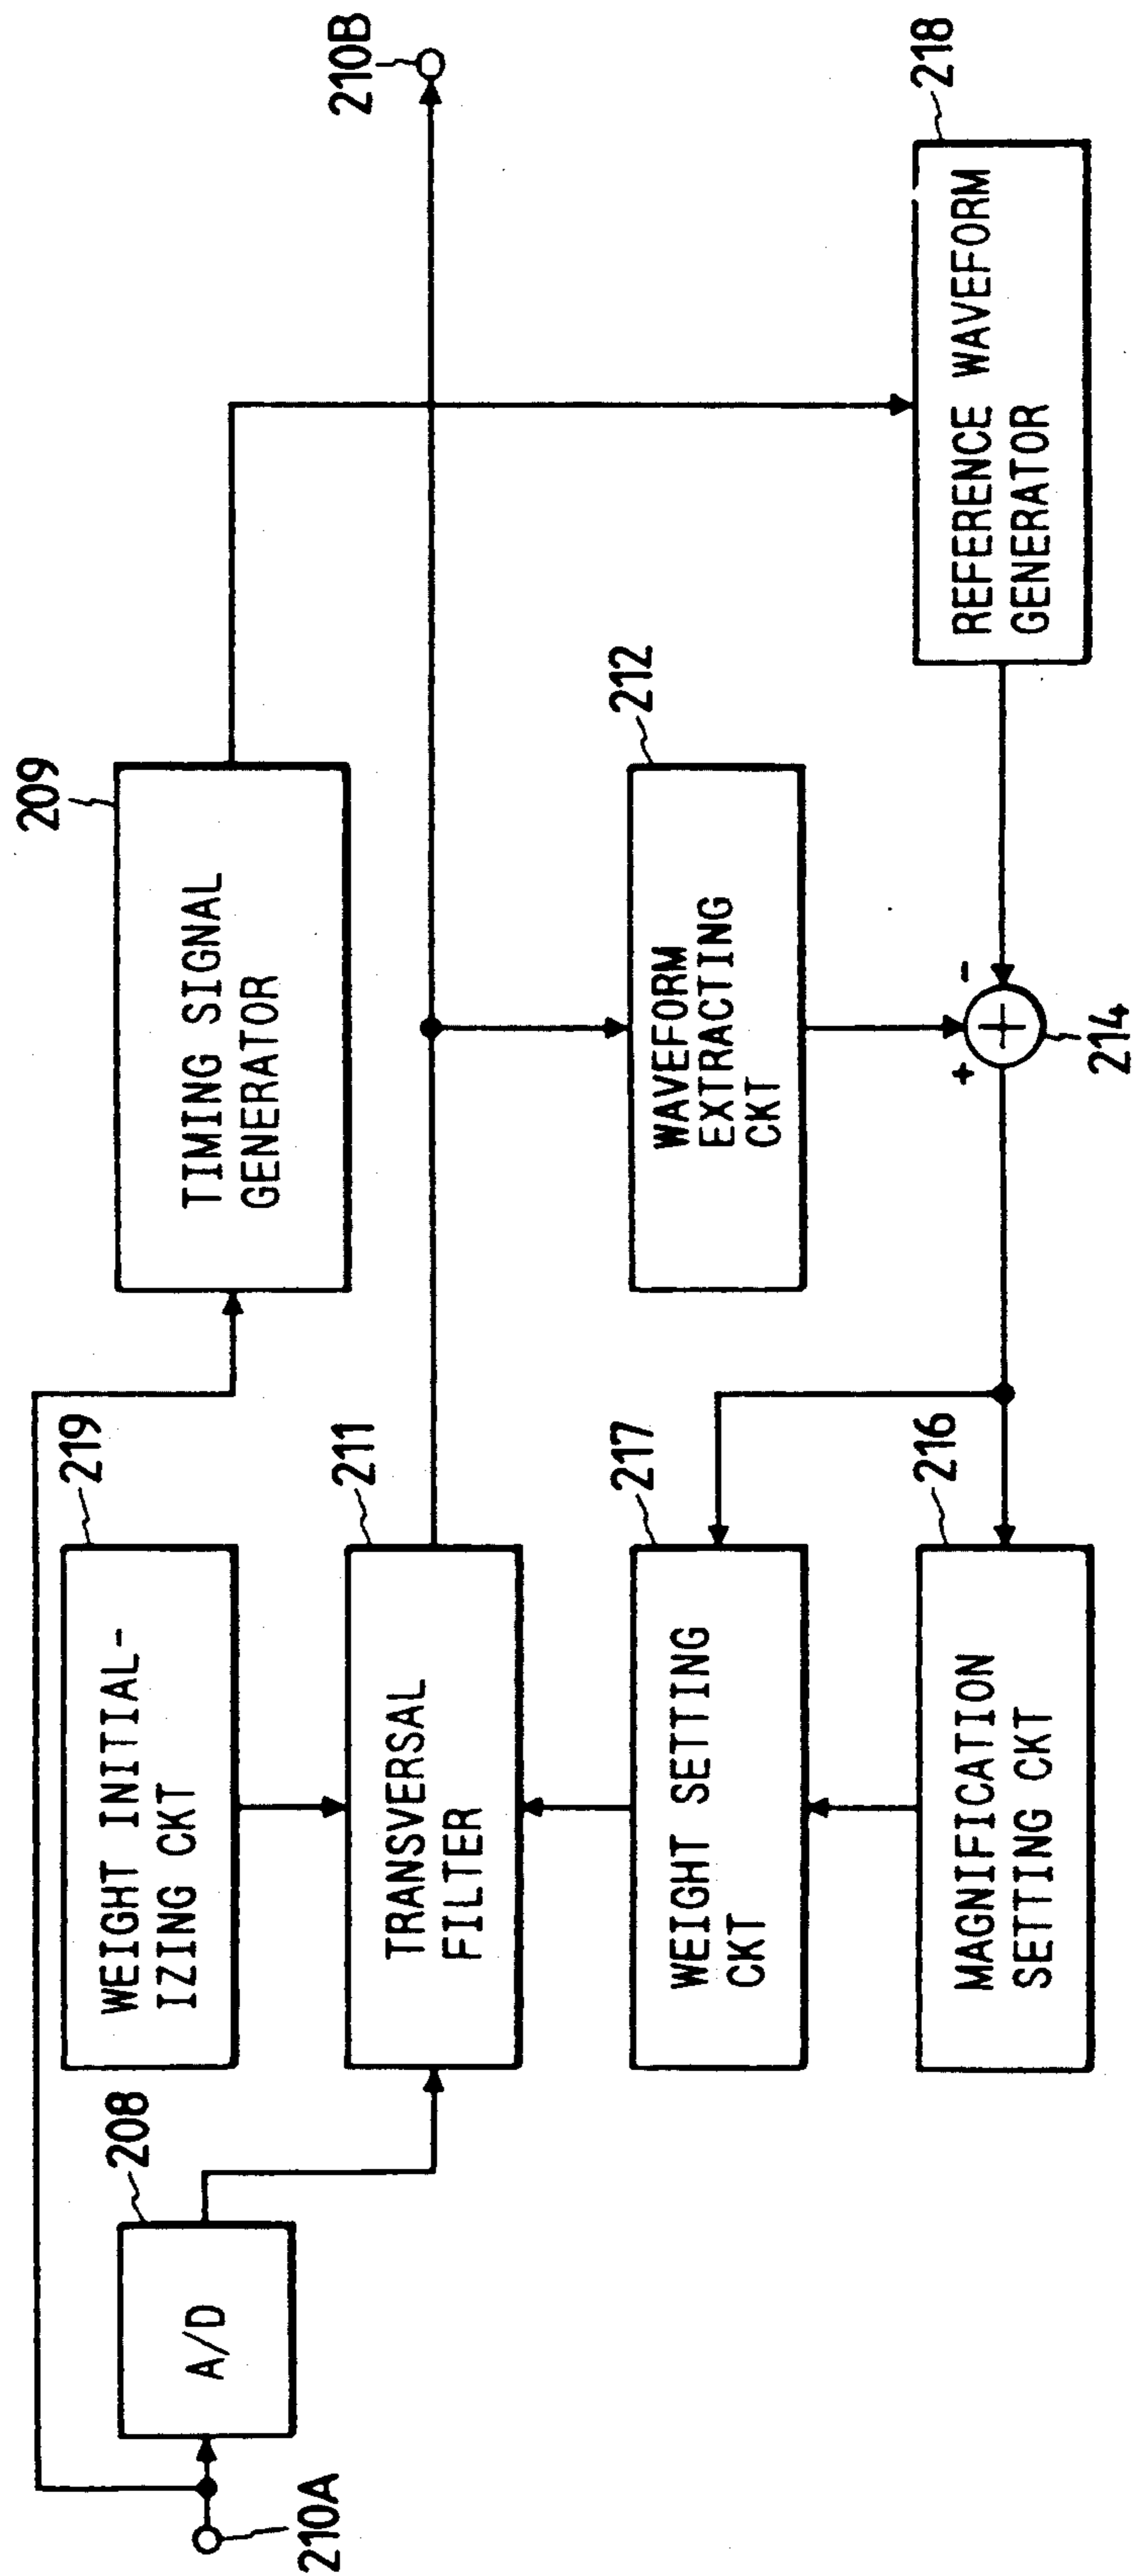 210A
A/D
208
WEIGHT INITIAL-
IZING CKT
219
TIMING SIGNAL
GENERATOR
209
TRANSVERSAL
FILTER
211
210B
WEIGHT SETTING
CKT
217
WAVEFORM
EXTRACTING
CKT
212
MAGNIFICATION
SETTING CKT
216
+
-
214
REFERENCE WAVEFORM
GENERATOR
218